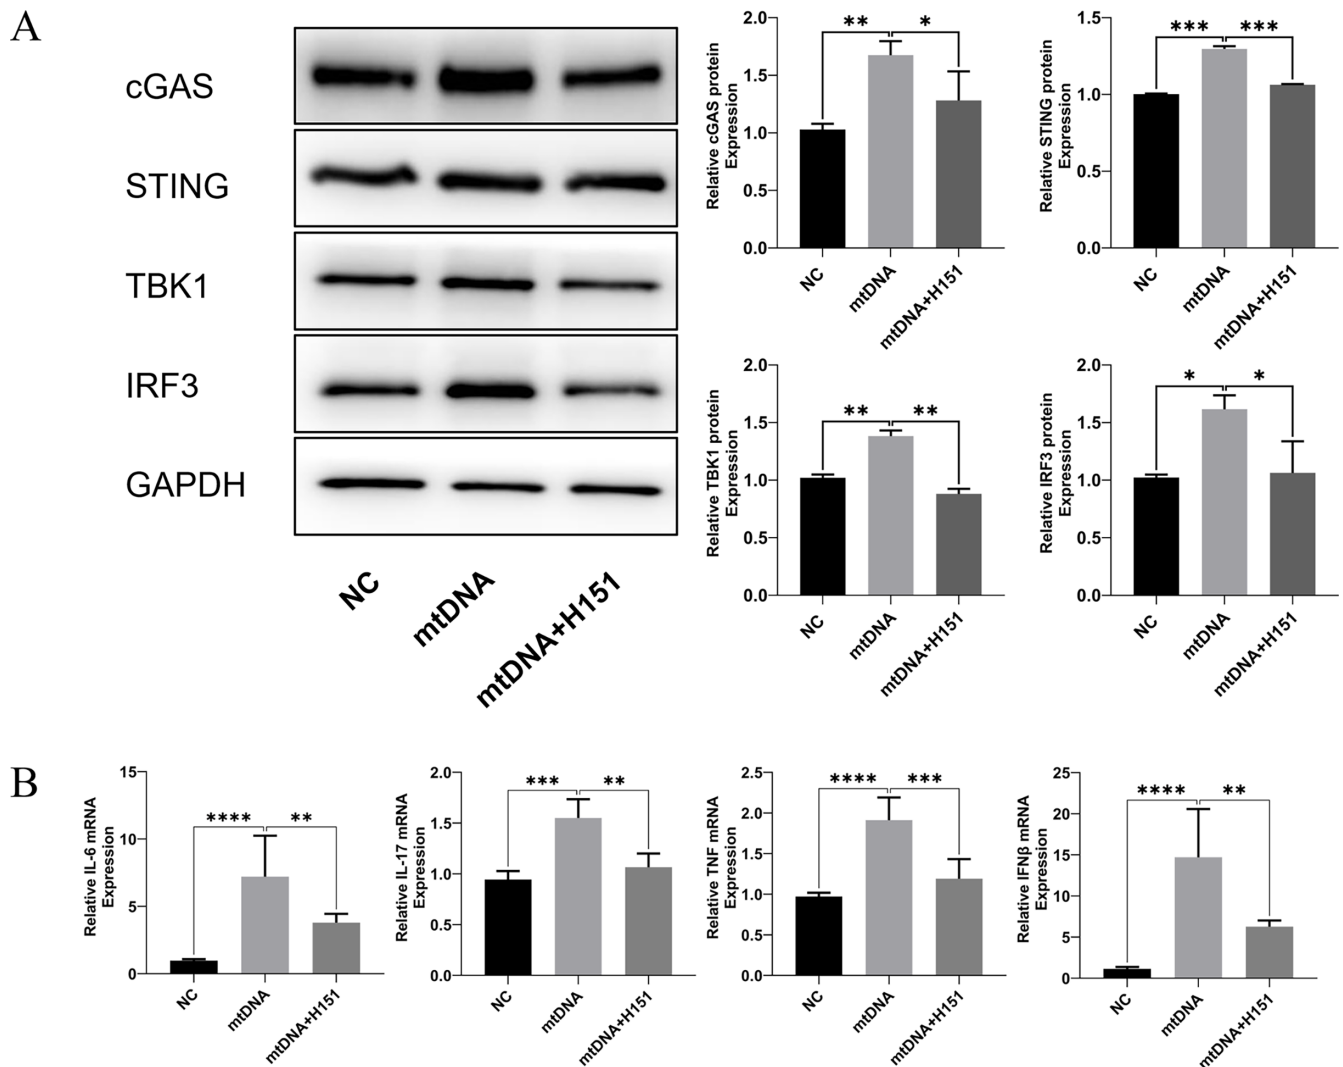 A
cGAS
STING
TBK1
IRF3
GAPDH
NC
mtDNA
mtDNA+H151
Relative cGAS protein
Expression
2.0
1.5
1.0
0.5
0.0
** *
NC
mtDNA
mtDNA+H151
Relative STING protein
Expression
1.5
1.0
0.5
0.0
*** ***
NC
mtDNA
mtDNA+H151
Relative TBK1 protein
Expression
2.0
1.5
1.0
0.5
0.0
** **
NC
mtDNA
mtDNA+H151
Relative IRF3 protein
Expression
2.0
1.5
1.0
0.5
0.0
* *
NC
mtDNA
mtDNA+H151
B
Relative IL-6 mRNA
Expression
15
10
5
0
**** **
NC
mtDNA
mtDNA+H151
Relative IL-17 mRNA
Expression
2.0
1.5
1.0
0.5
0.0
*** **
NC
mtDNA
mtDNA+H151
Relative TNF mRNA
Expression
2.5
2.0
1.5
1.0
0.5
0.0
**** ***
NC
mtDNA
mtDNA+H151
Relative IFNβ mRNA
Expression
25
20
15
10
5
0
**** **
NC
mtDNA
mtDNA+H151